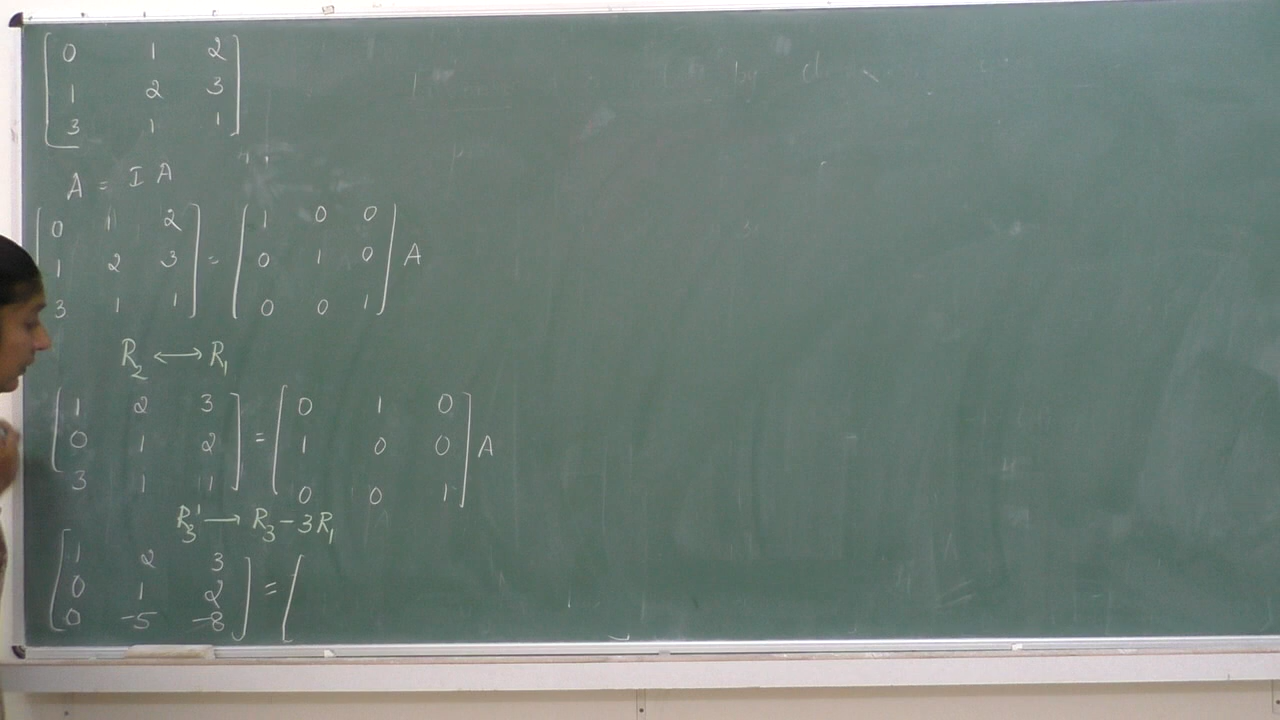 0 1 2
1 2 3
3 1 1
A = I A
0 1 2 1 0 0
1 2 3 = 0 1 0 A
3 1 1 0 0 1
R2 ⟷ R1
1 2 3 0 1 0
0 1 2 = 1 0 0 A
3 1 1 0 0 1
R3' → R3 - 3R1
1 2 3
0 1 2 = [
0 -5 -8